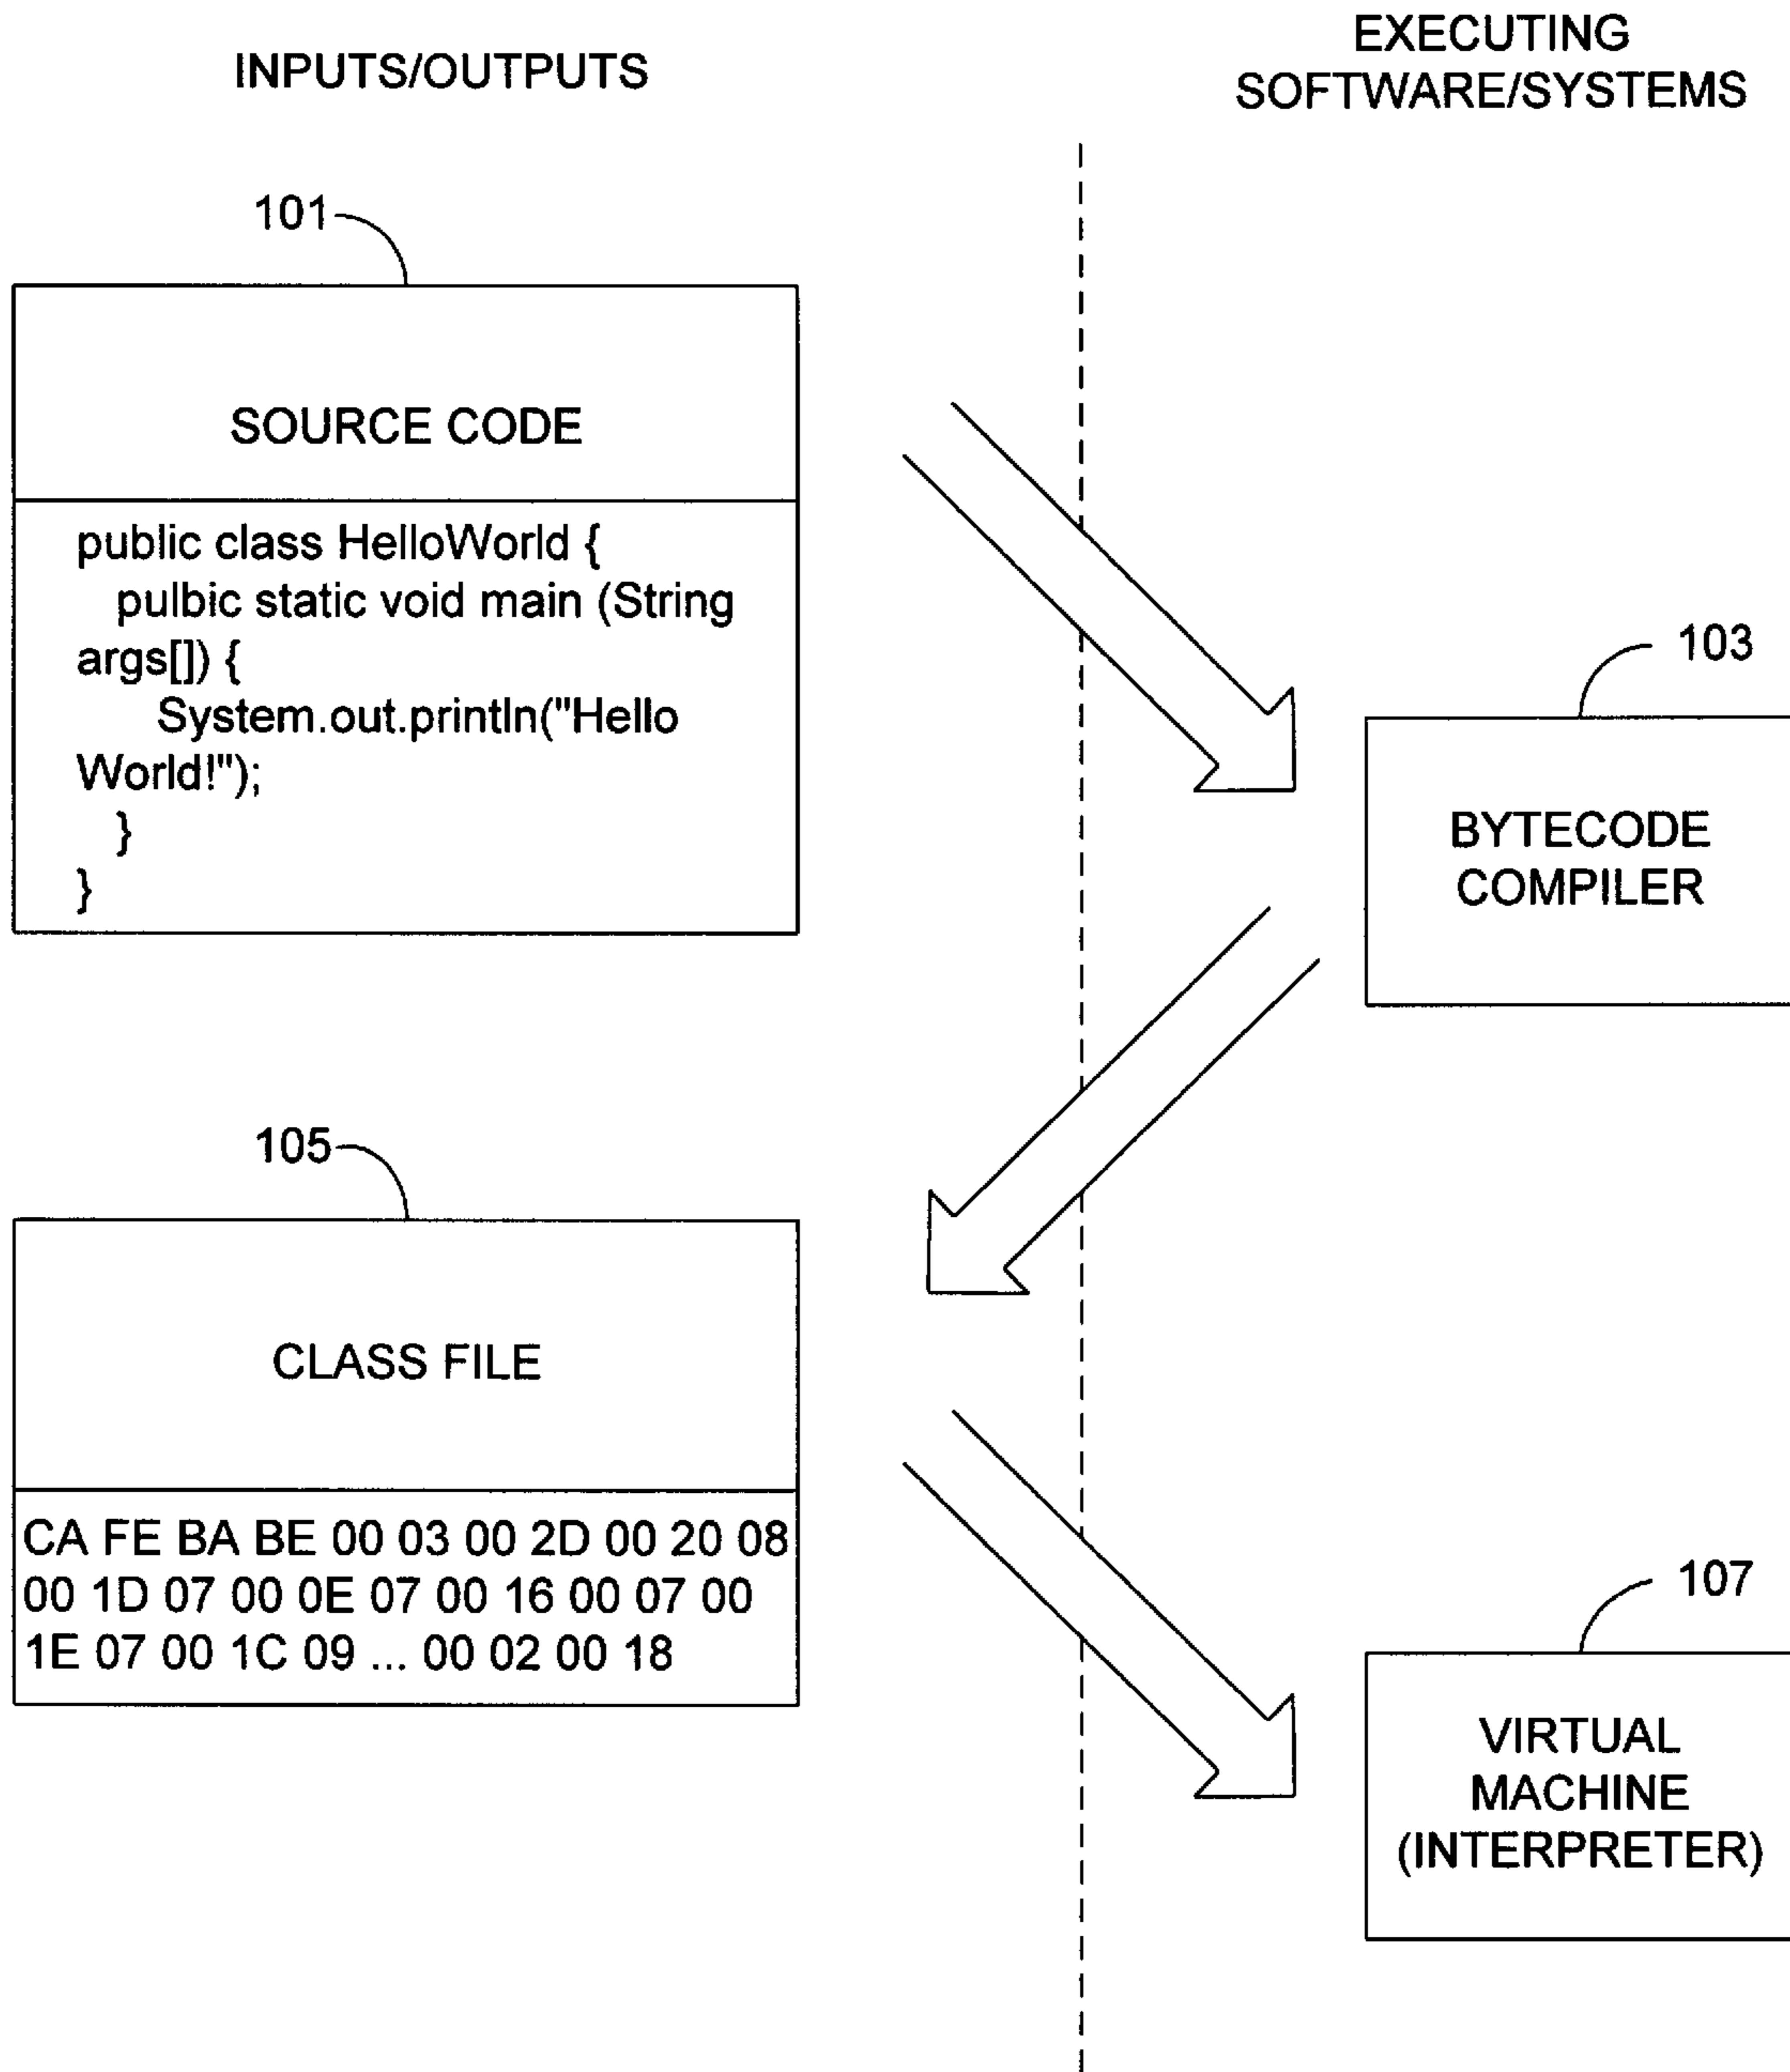 INPUTS/OUTPUTS
EXECUTING
SOFTWARE/SYSTEMS
101
SOURCE CODE
public class HelloWorld {
pulbic static void main (String
args[]) {
System.out.println("Hello
World!");
}
}
103
BYTECODE
COMPILER
105
CLASS FILE
CA FE BA BE 00 03 00 2D 00 20 08
00 1D 07 00 0E 07 00 16 00 07 00
1E 07 00 1C 09 ... 00 02 00 18
107
VIRTUAL
MACHINE
(INTERPRETER)